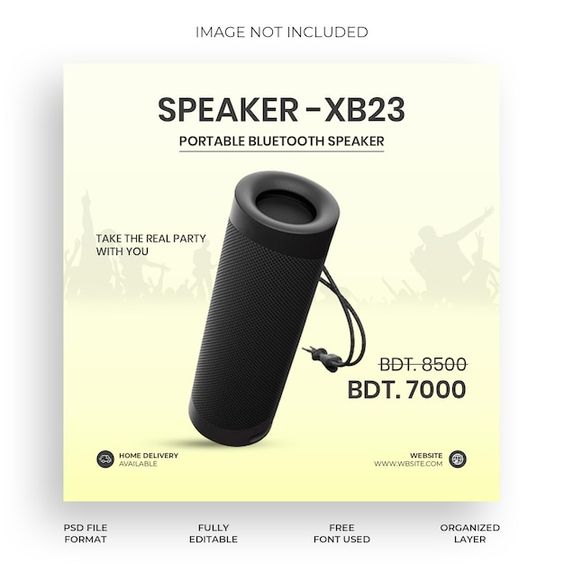 IMAGE NOT INCLUDED
SPEAKER – XB23
PORTABLE BLUETOOTH SPEAKER
TAKE THE REAL PARTY
WITH YOU
BDT. 8500
BDT. 7000
HOME DELIVERY
AVAILABLE
WEBSITE
WWW.WBSITE.COM
PSD FILE
FORMAT
FULLY
EDITABLE
FREE
FONT USED
ORGANIZED
LAYER